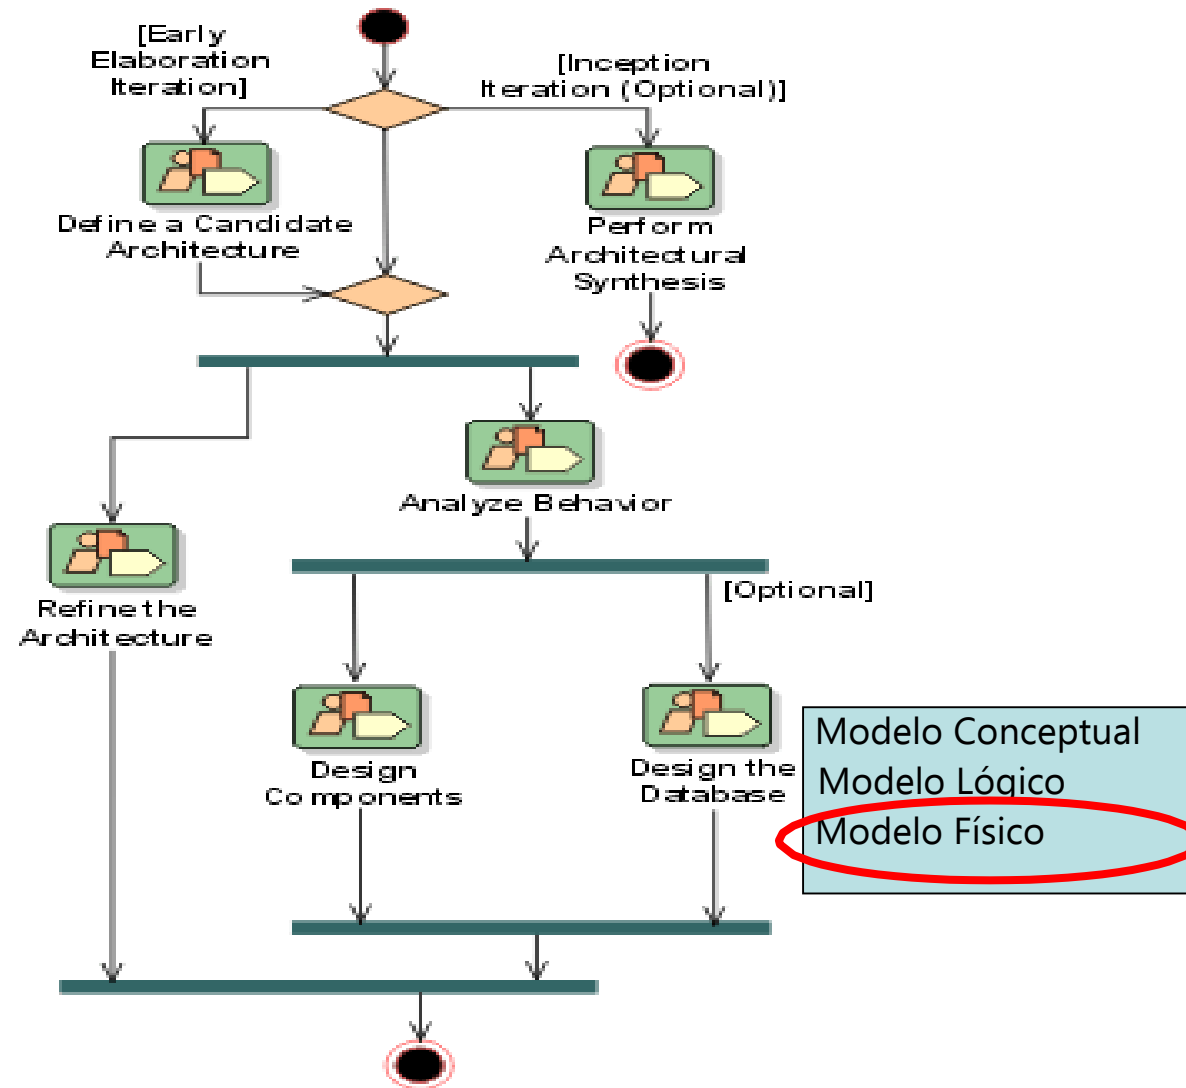 [Early
Elaboration
Iteration]
[Inception
Iteration (Optional)]
Define a Candidate
Architecture
Perform
Architectural
Synthesis
Analyze Behavior
Refine the
Architecture
[Optional]
Design
Components
Design the
Database
Modelo Conceptual
Modelo Lógico
Modelo Físico